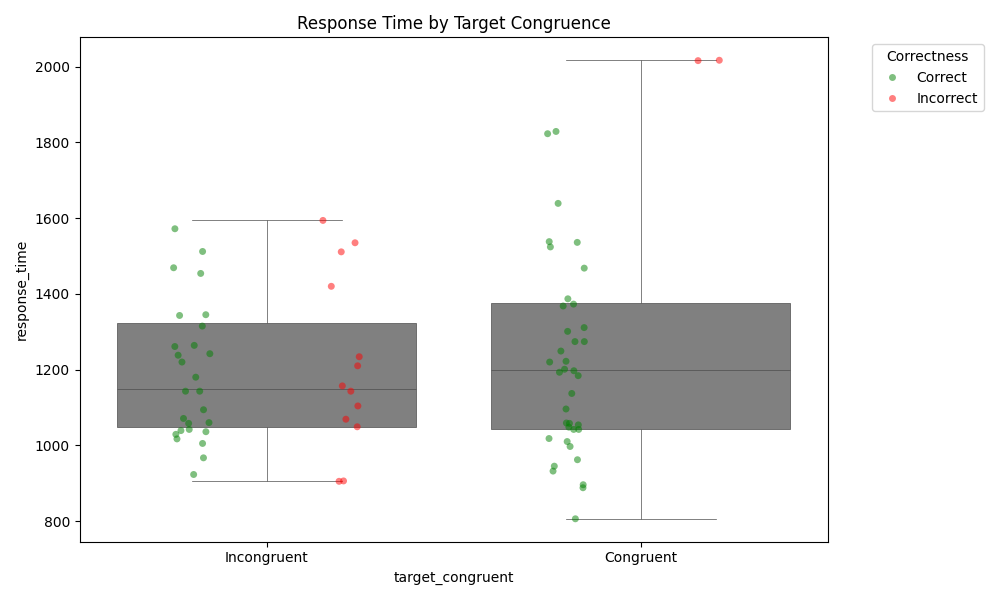 Response Time by Target Congruence
Correctness
Correct
Incorrect
response_time
2000
1800
1600
1400
1200
1000
800
Incongruent
Congruent
target_congruent